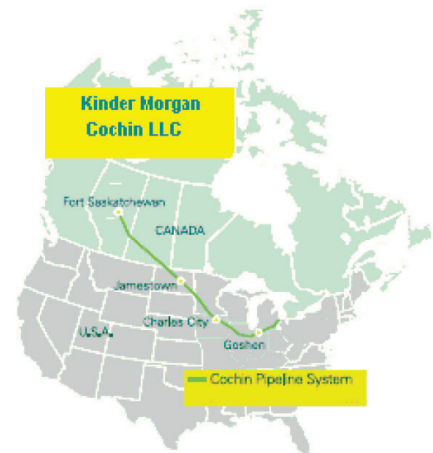 Kinder Morgan
Cochin LLC
Fort Saskatchewan
CANADA
Jamestown
Charles City
U.S.A.
Goshen
Cochin Pipeline System